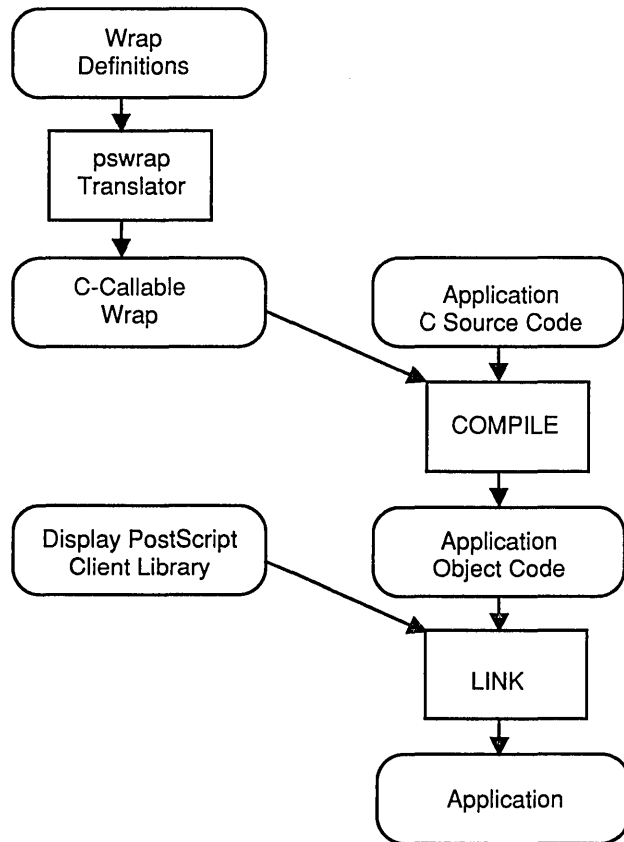 Wrap
Definitions
pswrap
Translator
C-Callable
Wrap
Application
C Source Code
COMPILE
Display PostScript
Client Library
Application
Object Code
LINK
Application